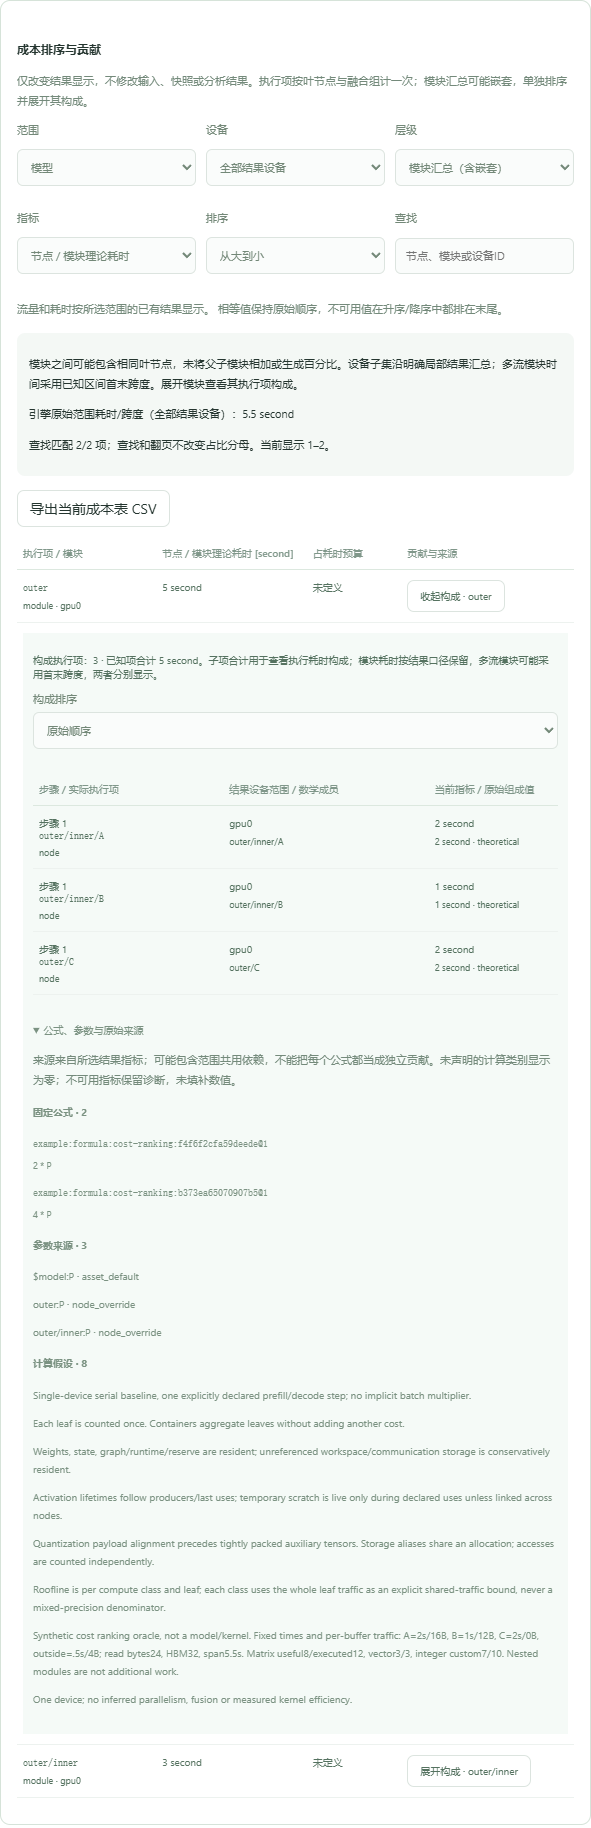 成本排序与贡献
仅改变结果显示，不修改输入、快照或分析结果。执行项按叶节点与融合组计一次；模块汇总可能嵌套，单独排序
并展开其构成。
范围
设备
层级
模型
全部结果设备
模块汇总（含嵌套）
指标
排序
查找
节点 / 模块理论耗时
从大到小
节点、模块或设备ID
流量和耗时按所选范围的已有结果显示。 相等值保持原始顺序，不可用值在升序/降序中都排在末尾。
模块之间可能包含相同叶节点，未将父子模块相加或生成百分比。设备子集沿明确局部结果汇总；多流模块时
间采用已知区间首末跨度。展开模块查看其执行项构成。
引擎原始范围耗时/跨度（全部结果设备）：5.5 second
查找匹配 2/2 项；查找和翻页不改变占比分母。当前显示 1–2。
导出当前成本表 CSV
执行项 / 模块
节点 / 模块理论耗时 [second]
占耗时预算
贡献与来源
outer
module · gpu0
5 second
未定义
收起构成 · outer
构成执行项：3 · 已知项合计 5 second。子项合计用于查看执行耗时构成；模块耗时按结果口径保留，多流模块可能采
用首末跨度，两者分别显示。
构成排序
原始顺序
步骤 / 实际执行项
结果设备范围 / 数学成员
当前指标 / 原始组成值
步骤 1
outer/inner/A
node
gpu0
outer/inner/A
2 second
2 second · theoretical
步骤 1
outer/inner/B
node
gpu0
outer/inner/B
1 second
1 second · theoretical
步骤 1
outer/C
node
gpu0
outer/C
2 second
2 second · theoretical
▼ 公式、参数与原始来源
来源来自所选结果指标；可能包含范围共用依赖，不能把每个公式都当成独立贡献。未声明的计算类别显示
为零；不可用指标保留诊断，未填补数值。
固定公式 · 2
example:formula:cost-ranking:f4f6f2cfa59deede@1
2 * P
example:formula:cost-ranking:b373ea65070907b5@1
4 * P
参数来源 · 3
$model:P · asset_default
outer:P · node_override
outer/inner:P · node_override
计算假设 · 8
Single-device serial baseline, one explicitly declared prefill/decode step; no implicit batch multiplier.
Each leaf is counted once. Containers aggregate leaves without adding another cost.
Weights, state, graph/runtime/reserve are resident; unreferenced workspace/communication storage is conservatively
resident.
Activation lifetimes follow producers/last uses; temporary scratch is live only during declared uses unless linked across
nodes.
Quantization payload alignment precedes tightly packed auxiliary tensors. Storage aliases share an allocation; accesses
are counted independently.
Roofline is per compute class and leaf; each class uses the whole leaf traffic as an explicit shared-traffic bound, never a
mixed-precision denominator.
Synthetic cost ranking oracle, not a model/kernel. Fixed times and per-buffer traffic: A=2s/16B, B=1s/12B, C=2s/0B,
outside=.5s/4B; read bytes24, HBM32, span5.5s. Matrix useful8/executed12, vector3/3, integer custom7/10. Nested
modules are not additional work.
One device; no inferred parallelism, fusion or measured kernel efficiency.
outer/inner
module · gpu0
3 second
未定义
展开构成 · outer/inner